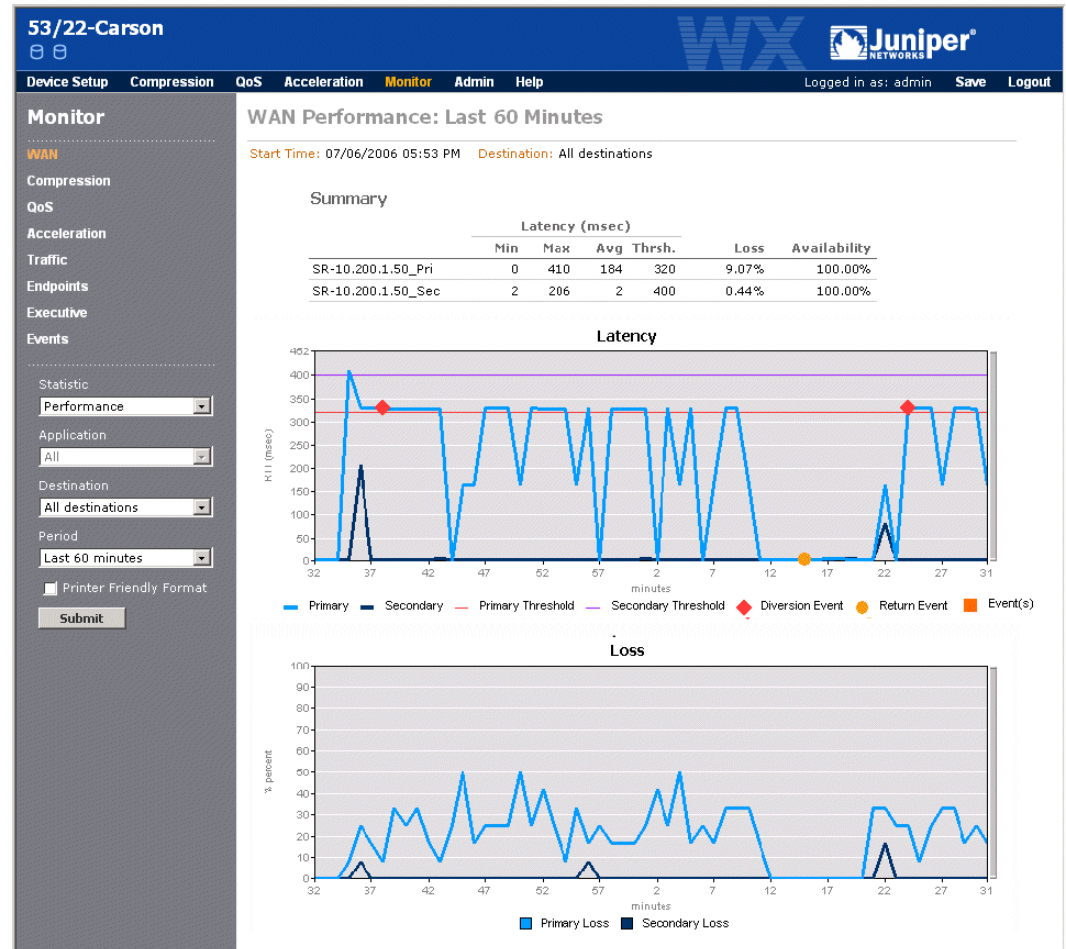 53/22-Carson
WX
Juniper®
NETWORKS
Device Setup Compression QoS Acceleration Monitor Admin Help Logged in as: admin Save Logout
Monitor
WAN
Compression
QoS
Acceleration
Traffic
Endpoints
Executive
Events
Statistic
Performance
Application
All
Destination
All destinations
Period
Last 60 minutes
Printer Friendly Format
Submit
WAN Performance: Last 60 Minutes
Start Time: 07/06/2006 05:53 PM Destination: All destinations
Summary
Latency (msec)
Min Max Avg Thrsh. Loss Availability
SR-10.200.1.50_Pri 0 410 184 320 9.07% 100.00%
SR-10.200.1.50_Sec 2 206 2 400 0.44% 100.00%
Latency
462
400
350
300
250
200
150
100
50
0
RTT (msec)
32 37 42 47 52 57 2 7 12 17 22 27 31
minutes
Primary Secondary Primary Threshold Secondary Threshold Diversion Event Return Event Event(s)
Loss
100
90
80
70
60
50
40
30
20
10
0
% percent
32 37 42 47 52 57 2 7 12 17 22 27 31
minutes
Primary Loss Secondary Loss